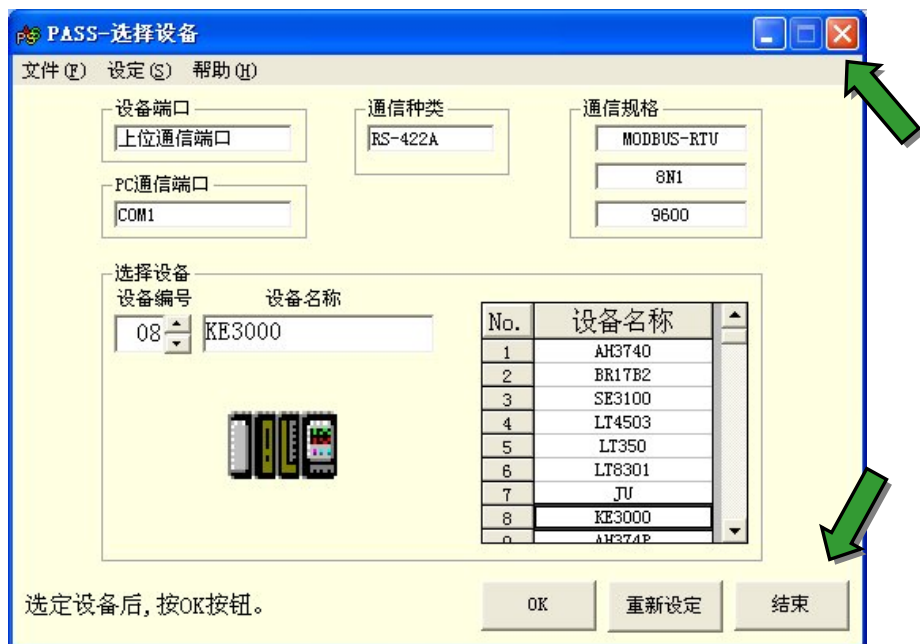 PASS-选择设备
文件(F) 设定(S) 帮助(H)
设备端口
上位通信端口
通信种类
RS-422A
通信规格
MODBUS-RTU
8N1
9600
PC通信端口
COM1
选择设备
设备编号 设备名称
08 KE3000
No. 设备名称
1 AH3740
2 BR17B2
3 SE3100
4 LT4503
5 LT350
6 LT8301
7 JU
8 KE3000
9 AH374P
选定设备后,按OK按钮。
OK 重新设定 结束